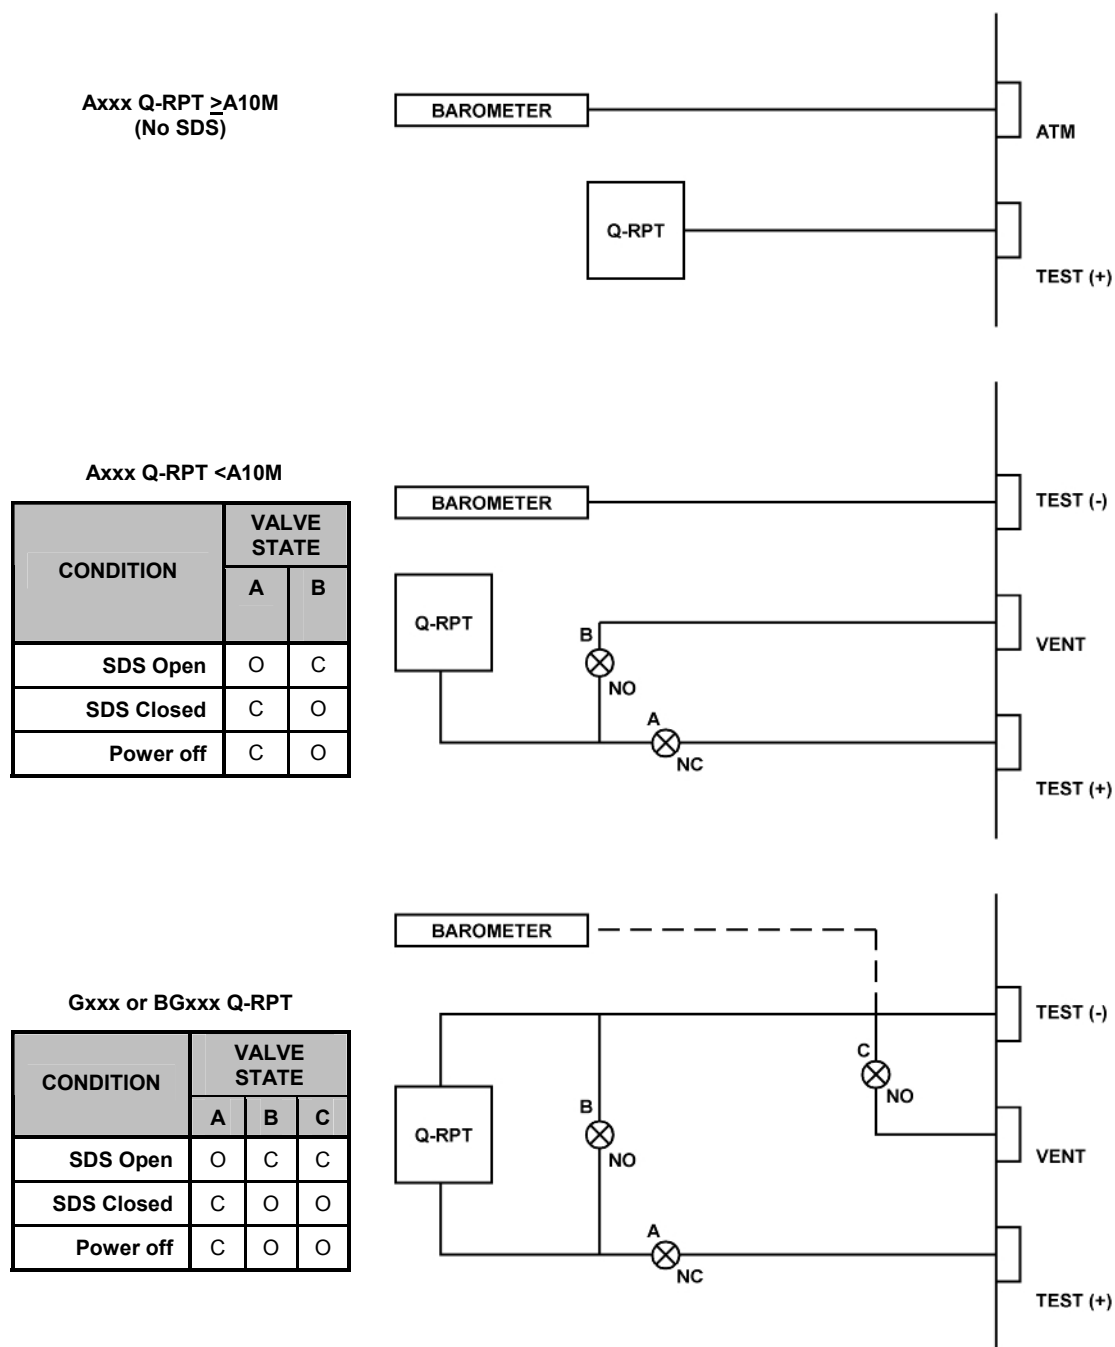 Axxx Q-RPT ≥A10M
(No SDS)
BAROMETER
ATM
Q-RPT
TEST (+)
Axxx Q-RPT <A10M
CONDITION
VALVE
STATE
A B
SDS Open O C
SDS Closed C O
Power off C O
BAROMETER
TEST (-)
Q-RPT
B
NO
VENT
A
NC
TEST (+)
Gxxx or BGxxx Q-RPT
CONDITION
VALVE
STATE
A B C
SDS Open O C C
SDS Closed C O O
Power off C O O
BAROMETER
TEST (-)
C
NO
Q-RPT
B
NO
VENT
A
NC
TEST (+)